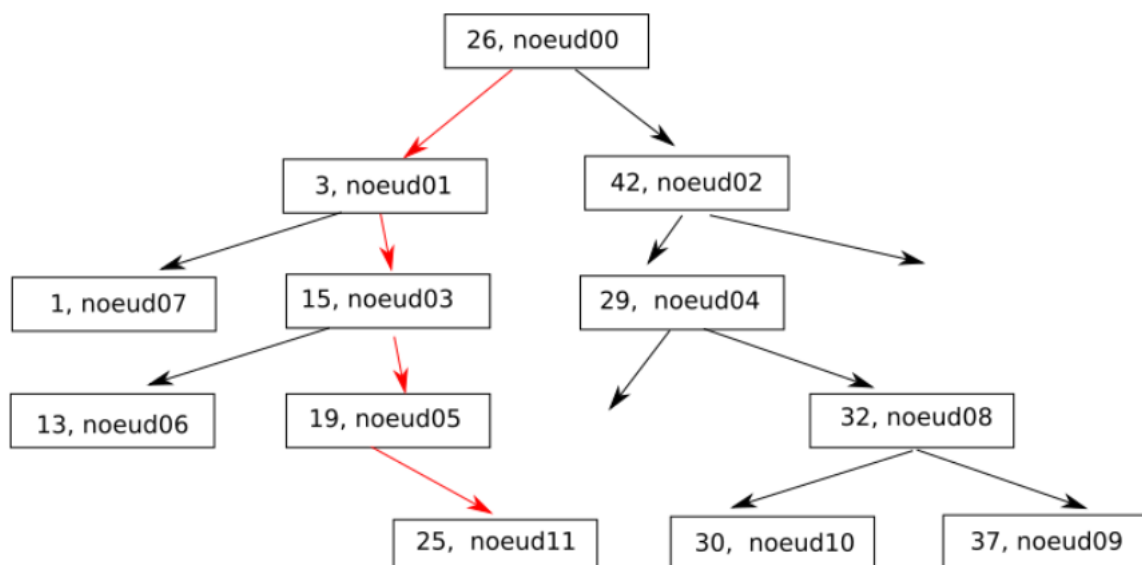 26, noeud00
3, noeud01
42, noeud02
1, noeud07
15, noeud03
29, noeud04
13, noeud06
19, noeud05
32, noeud08
25, noeud11
30, noeud10
37, noeud09